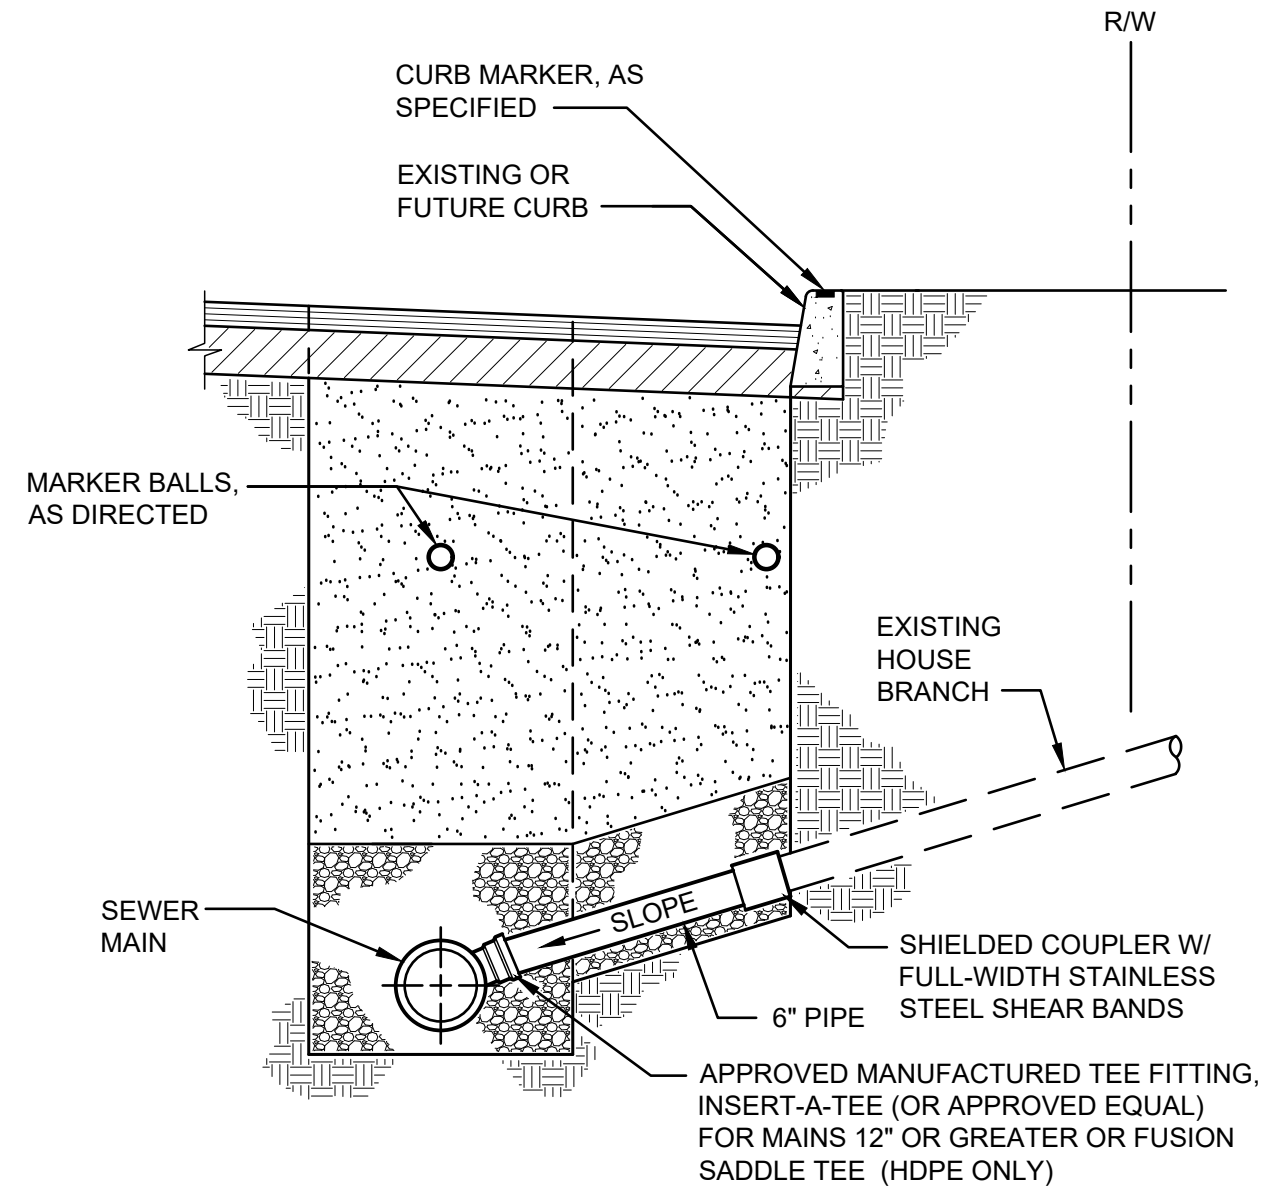 R/W
CURB MARKER, AS
SPECIFIED
EXISTING OR
FUTURE CURB
MARKER BALLS,
AS DIRECTED
EXISTING
HOUSE
BRANCH
SEWER
MAIN
SLOPE
SHIELDED COUPLER W/
FULL-WIDTH STAINLESS
STEEL SHEAR BANDS
6" PIPE
APPROVED MANUFACTURED TEE FITTING,
INSERT-A-TEE (OR APPROVED EQUAL)
FOR MAINS 12" OR GREATER OR FUSION
SADDLE TEE (HDPE ONLY)